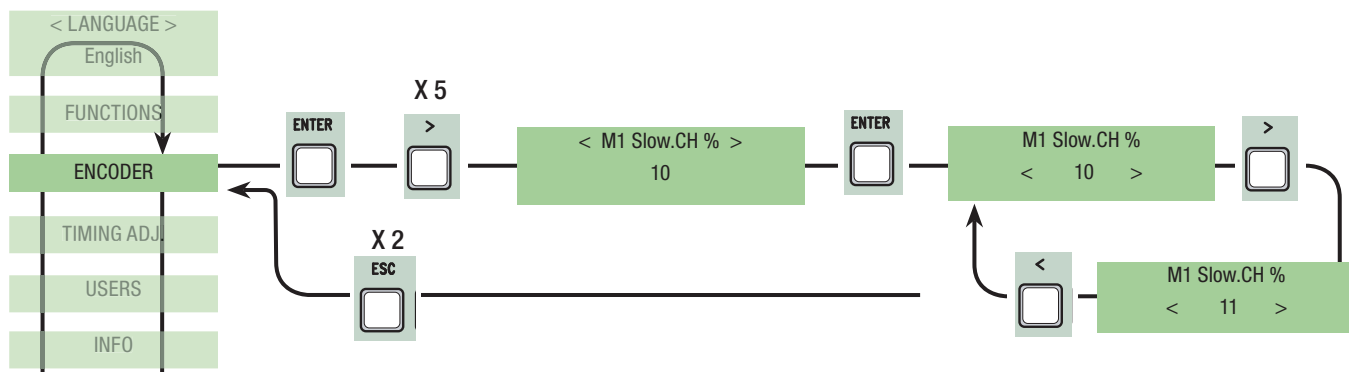 < LANGUAGE >
English
FUNCTIONS
ENCODER
TIMING ADJ.
USERS
INFO
ENTER
X 5
>
< M1 Slow.CH % >
10
ENTER
M1 Slow.CH %
< 10 >
>
X 2
ESC
<
M1 Slow.CH %
< 11 >